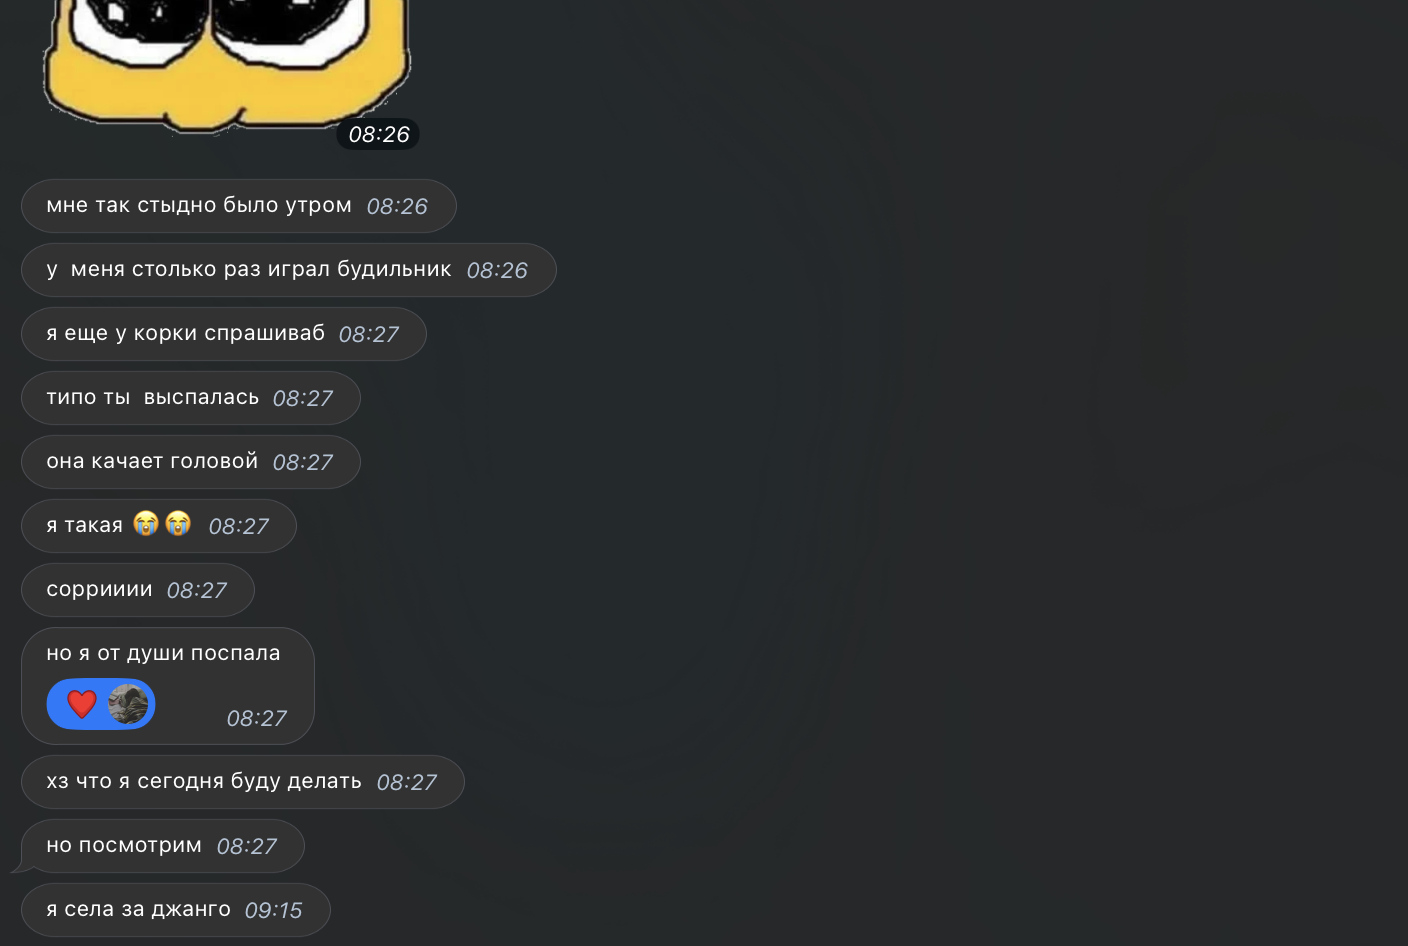 08:26
мне так стыдно было утром 08:26
у  меня столько раз играл будильник 08:26
я еще у корки спрашиваб 08:27
типо ты  выспалась 08:27
она качает головой 08:27
я такая 😭😭 08:27
сорриииi 08:27
но я от души поспала
❤️ 08:27
хз что я сегодня буду делать 08:27
но посмотрим 08:27
я села за джанго 09:15